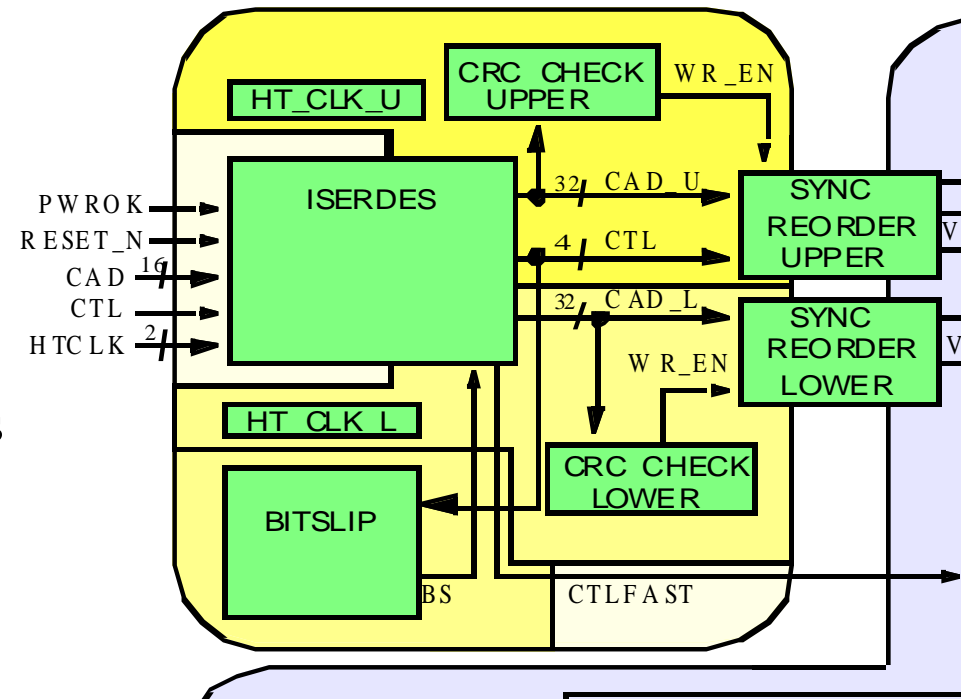 CRC CHECK
UPPER
WR_EN
HT_CLK_U
ISERDES
32
CAD_U
SYNC
REORDER
UPPER
PWROK
RESET_N
16
CAD
CTL
2
HTCLK
4
CTL
V
32
CAD_L
SYNC
REORDER
LOWER
V
WR_EN
HT_CLK_L
CRC CHECK
LOWER
BITSLIP
BS
CTLFAST